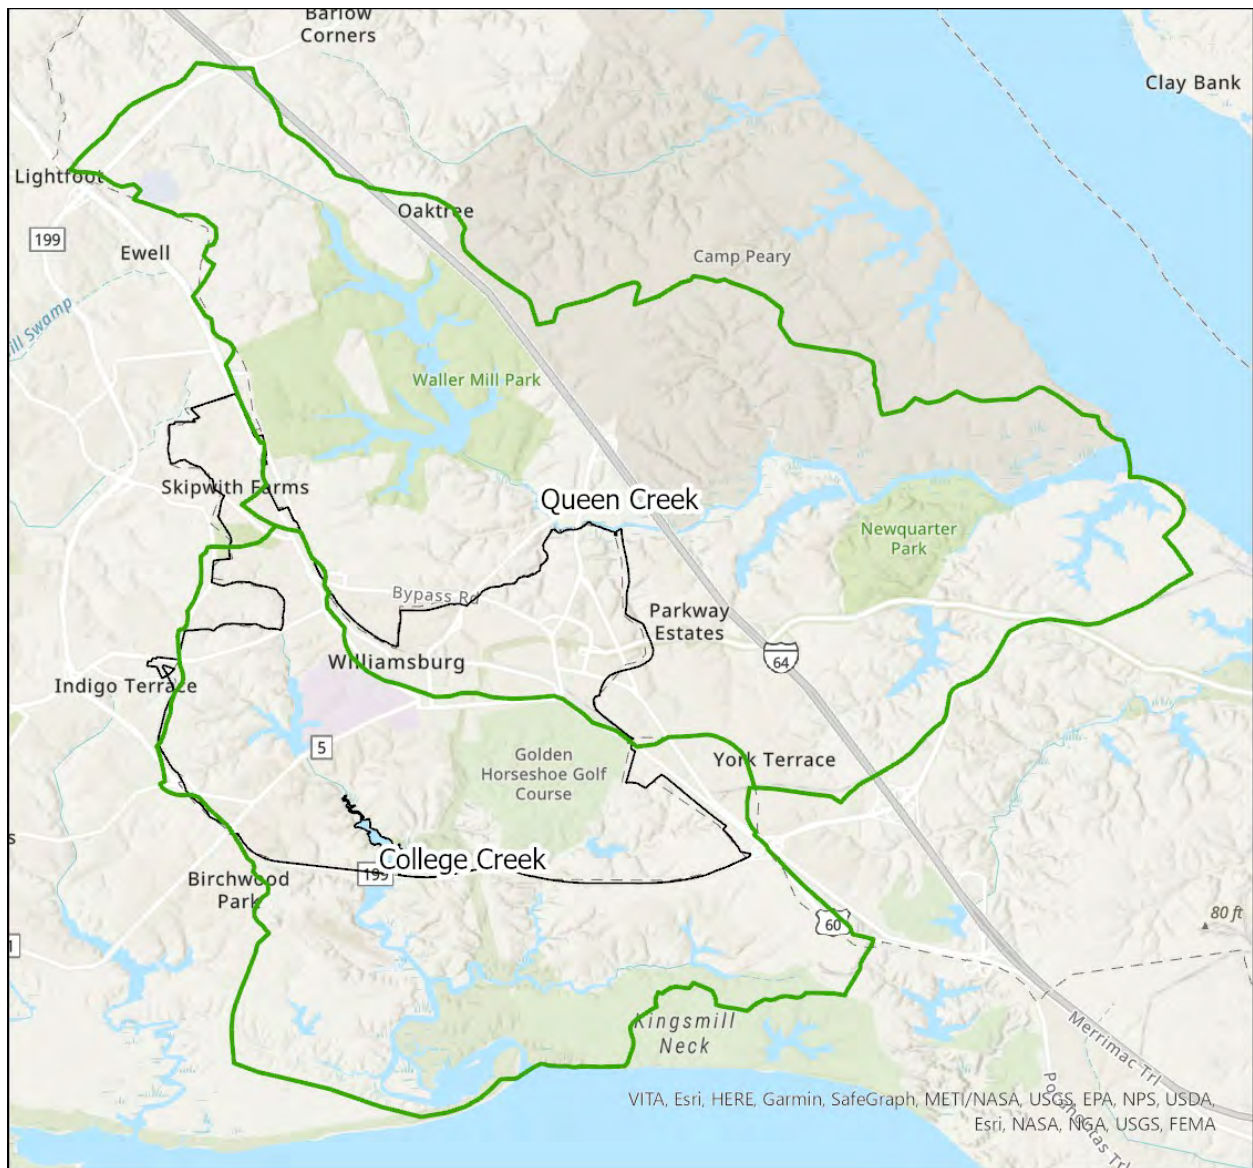 Barlow
Corners
Clay Bank
Lightfoot
199
Oaktree
Ewell
Camp Peary
Swamp
Waller Mill Park
Skipwith Farms
Queen Creek
Newquarter
Park
Bypass Rd
Parkway
Estates
64
Williamsburg
Indigo Terrace
5
Golden
Horseshoe Golf
Course
York Terrace
College Creek
199
Birchwood
Park
60
80 ft
Kingsmill
Neck
Merrimac Trl
Pocahontas Trl
VITA, Esri, HERE, Garmin, SafeGraph, METI/NASA, USGS, EPA, NPS, USDA,
Esri, NASA, NGA, USGS, FEMA